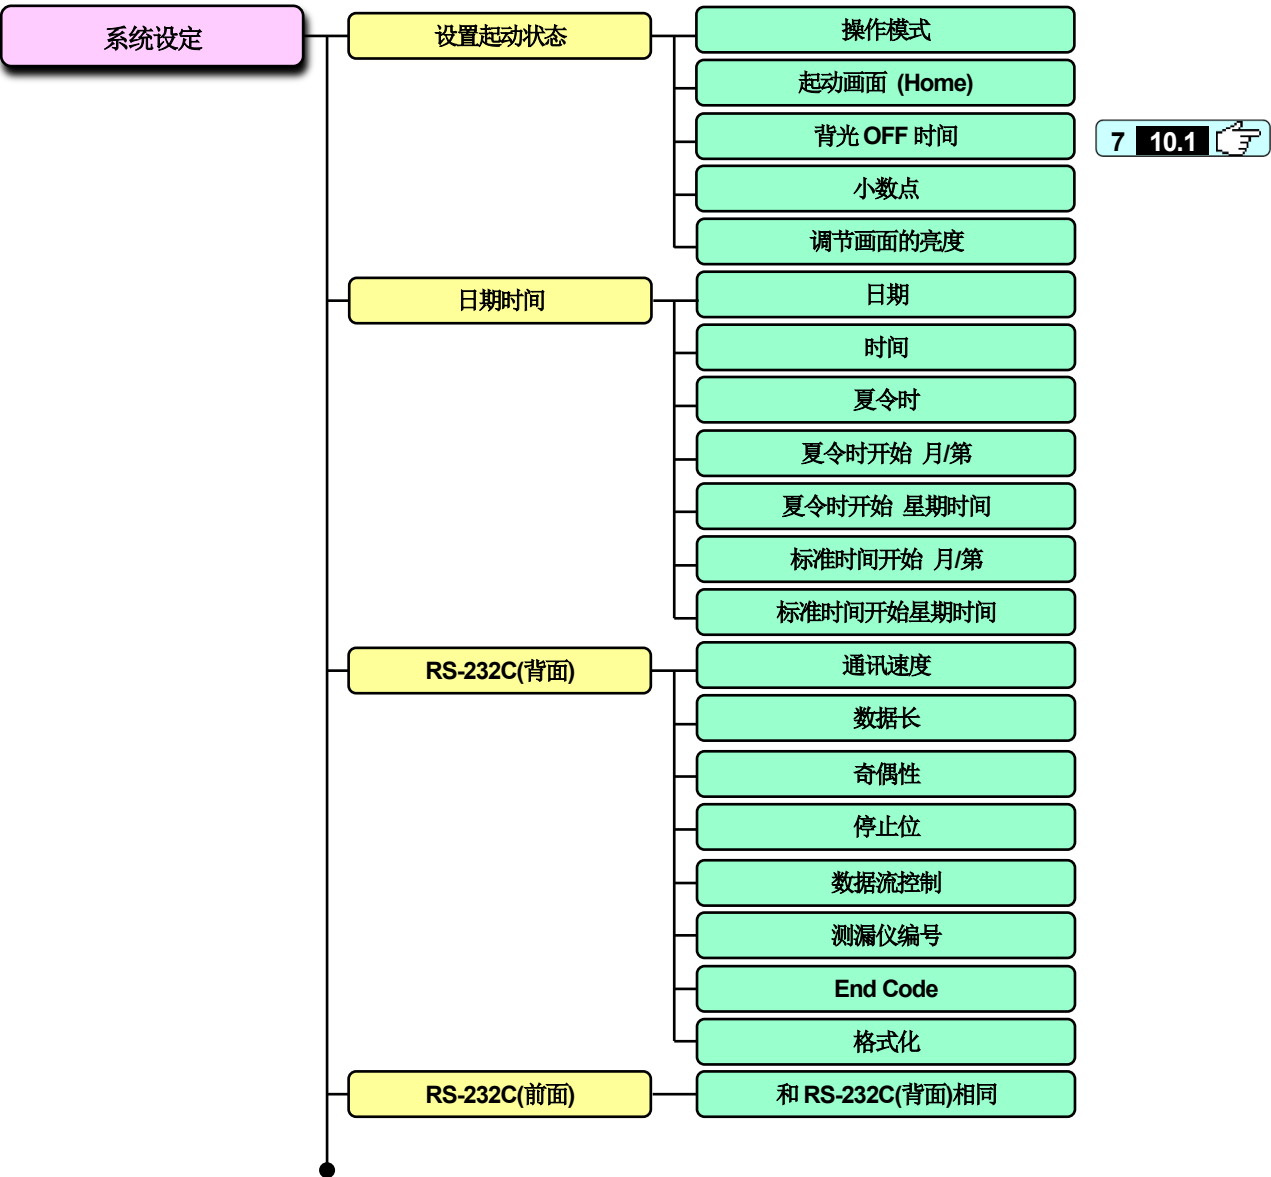 系统设定
设置起动状态
操作模式
起动画面 (Home)
背光 OFF 时间
7 10.1
小数点
调节画面的亮度
日期时间
日期
时间
夏令时
夏令时开始 月/第
夏令时开始 星期时间
标准时间开始 月/第
标准时间开始星期时间
RS-232C(背面)
通讯速度
数据长
奇偶性
停止位
数据流控制
测漏仪编号
End Code
格式化
RS-232C(前面)
和 RS-232C(背面)相同